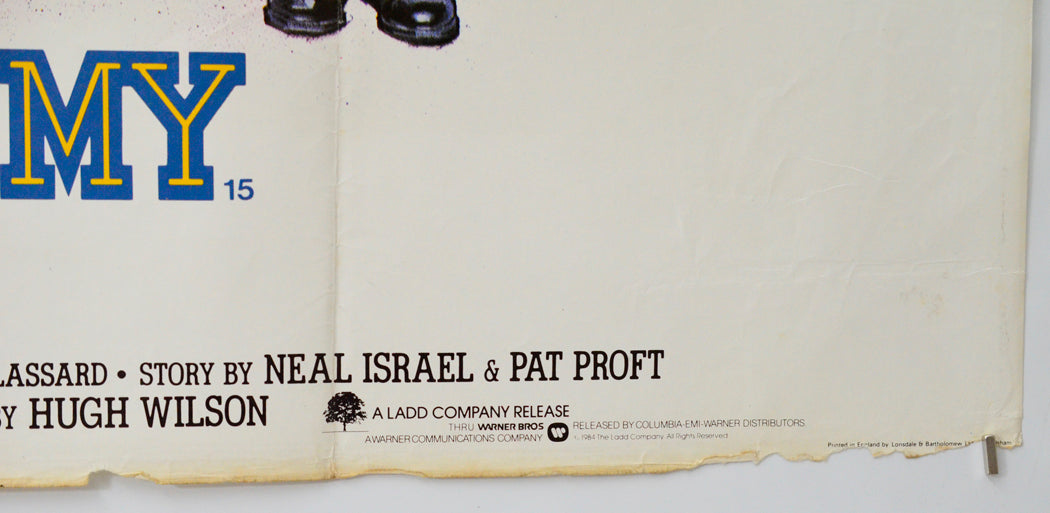 MY 15
LASSARD • STORY BY NEAL ISRAEL & PAT PROFT
BY HUGH WILSON
A LADD COMPANY RELEASE
THRU WARNER BROS
A WARNER COMMUNICATIONS COMPANY
RELEASED BY COLUMBIA-EMI-WARNER DISTRIBUTORS.
© 1984 The Ladd Company. All Rights Reserved.
Printed in England by Lonsdale & Bartholomew